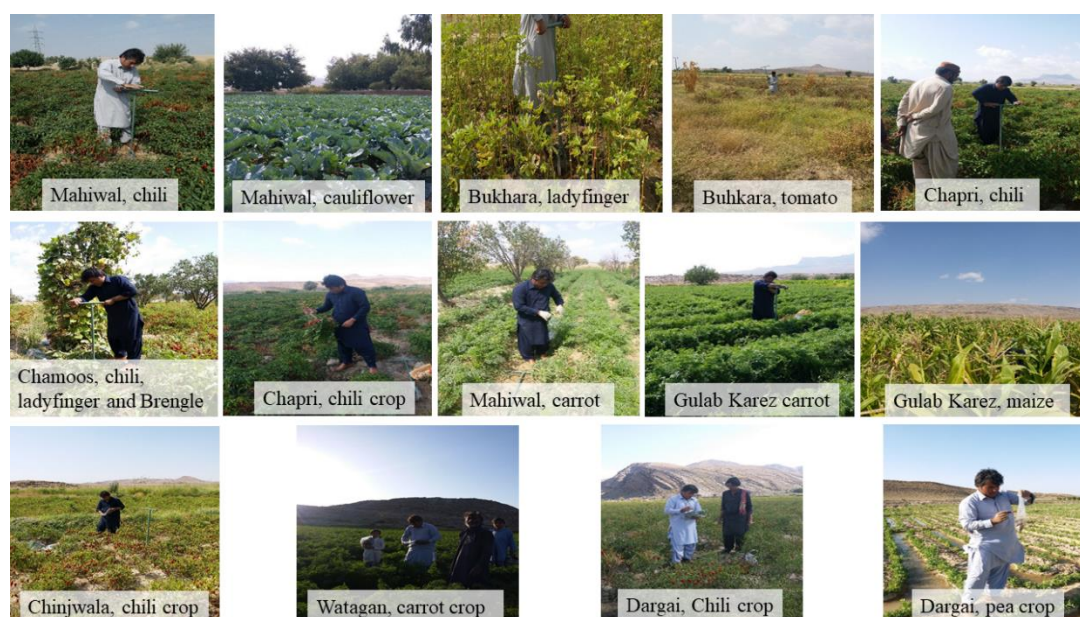 Mahiwal, chili
Mahiwal, cauliflower
Bukhara, ladyfinger
Buhkara, tomato
Chapri, chili
Chamoos, chili,
ladyfinger and Brengle
Chapri, chili crop
Mahiwal, carrot
Gulab Karez carrot
Gulab Karez, maize
Chinjwala, chili crop
Watagan, carrot crop
Dargai, Chili crop
Dargai, pea crop